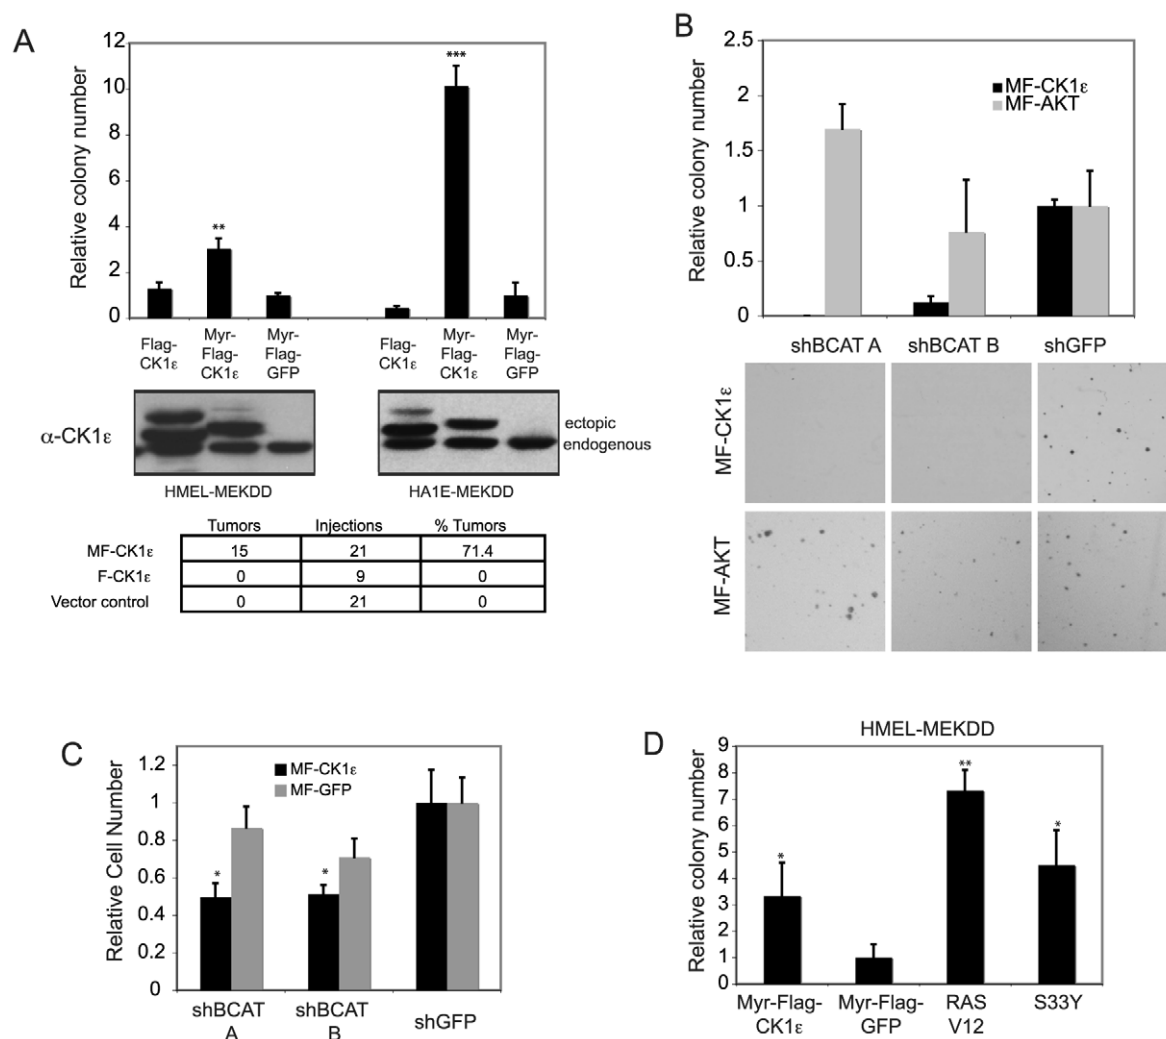 A
Relative colony number
12
10
8
6
4
2
0
**
***
Flag-
CK1ε
Myr-
Flag-
CK1ε
Myr-
Flag-
GFP
Flag-
CK1ε
Myr-
Flag-
CK1ε
Myr-
Flag-
GFP
α-CK1ε
ectopic
endogenous
HMEL-MEKDD
HA1E-MEKDD
Tumors Injections % Tumors
MF-CK1ε 15 21 71.4
F-CK1ε 0 9 0
Vector control 0 21 0
B
Relative colony number
2.5
2
1.5
1
0.5
0
MF-CK1ε
MF-AKT
shBCAT A shBCAT B shGFP
MF-CK1ε
MF-AKT
C
Relative Cell Number
1.2
1
0.8
0.6
0.4
0.2
0
MF-CK1ε
MF-GFP
*
*
shBCAT
A
shBCAT
B
shGFP
D
HMEL-MEKDD
Relative colony number
9
8
7
6
5
4
3
2
1
0
*
**
*
Myr-Flag-
CK1ε
Myr-Flag-
GFP
RAS
V12
S33Y